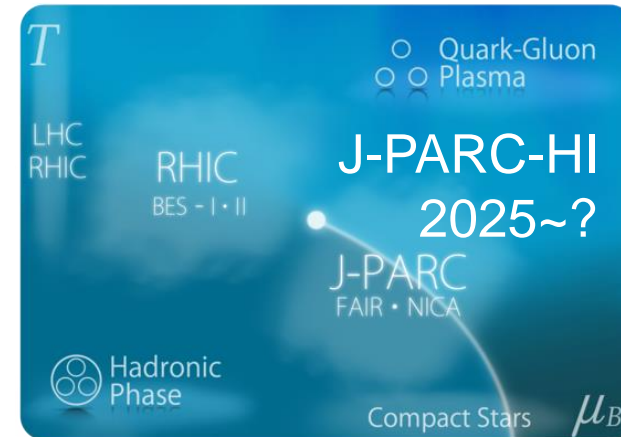 T
Quark-Gluon
Plasma
LHC
RHIC
RHIC
BES - I · II
J-PARC-HI
2025~?
J-PARC
FAIR · NICA
Hadronic
Phase
Compact Stars
μB